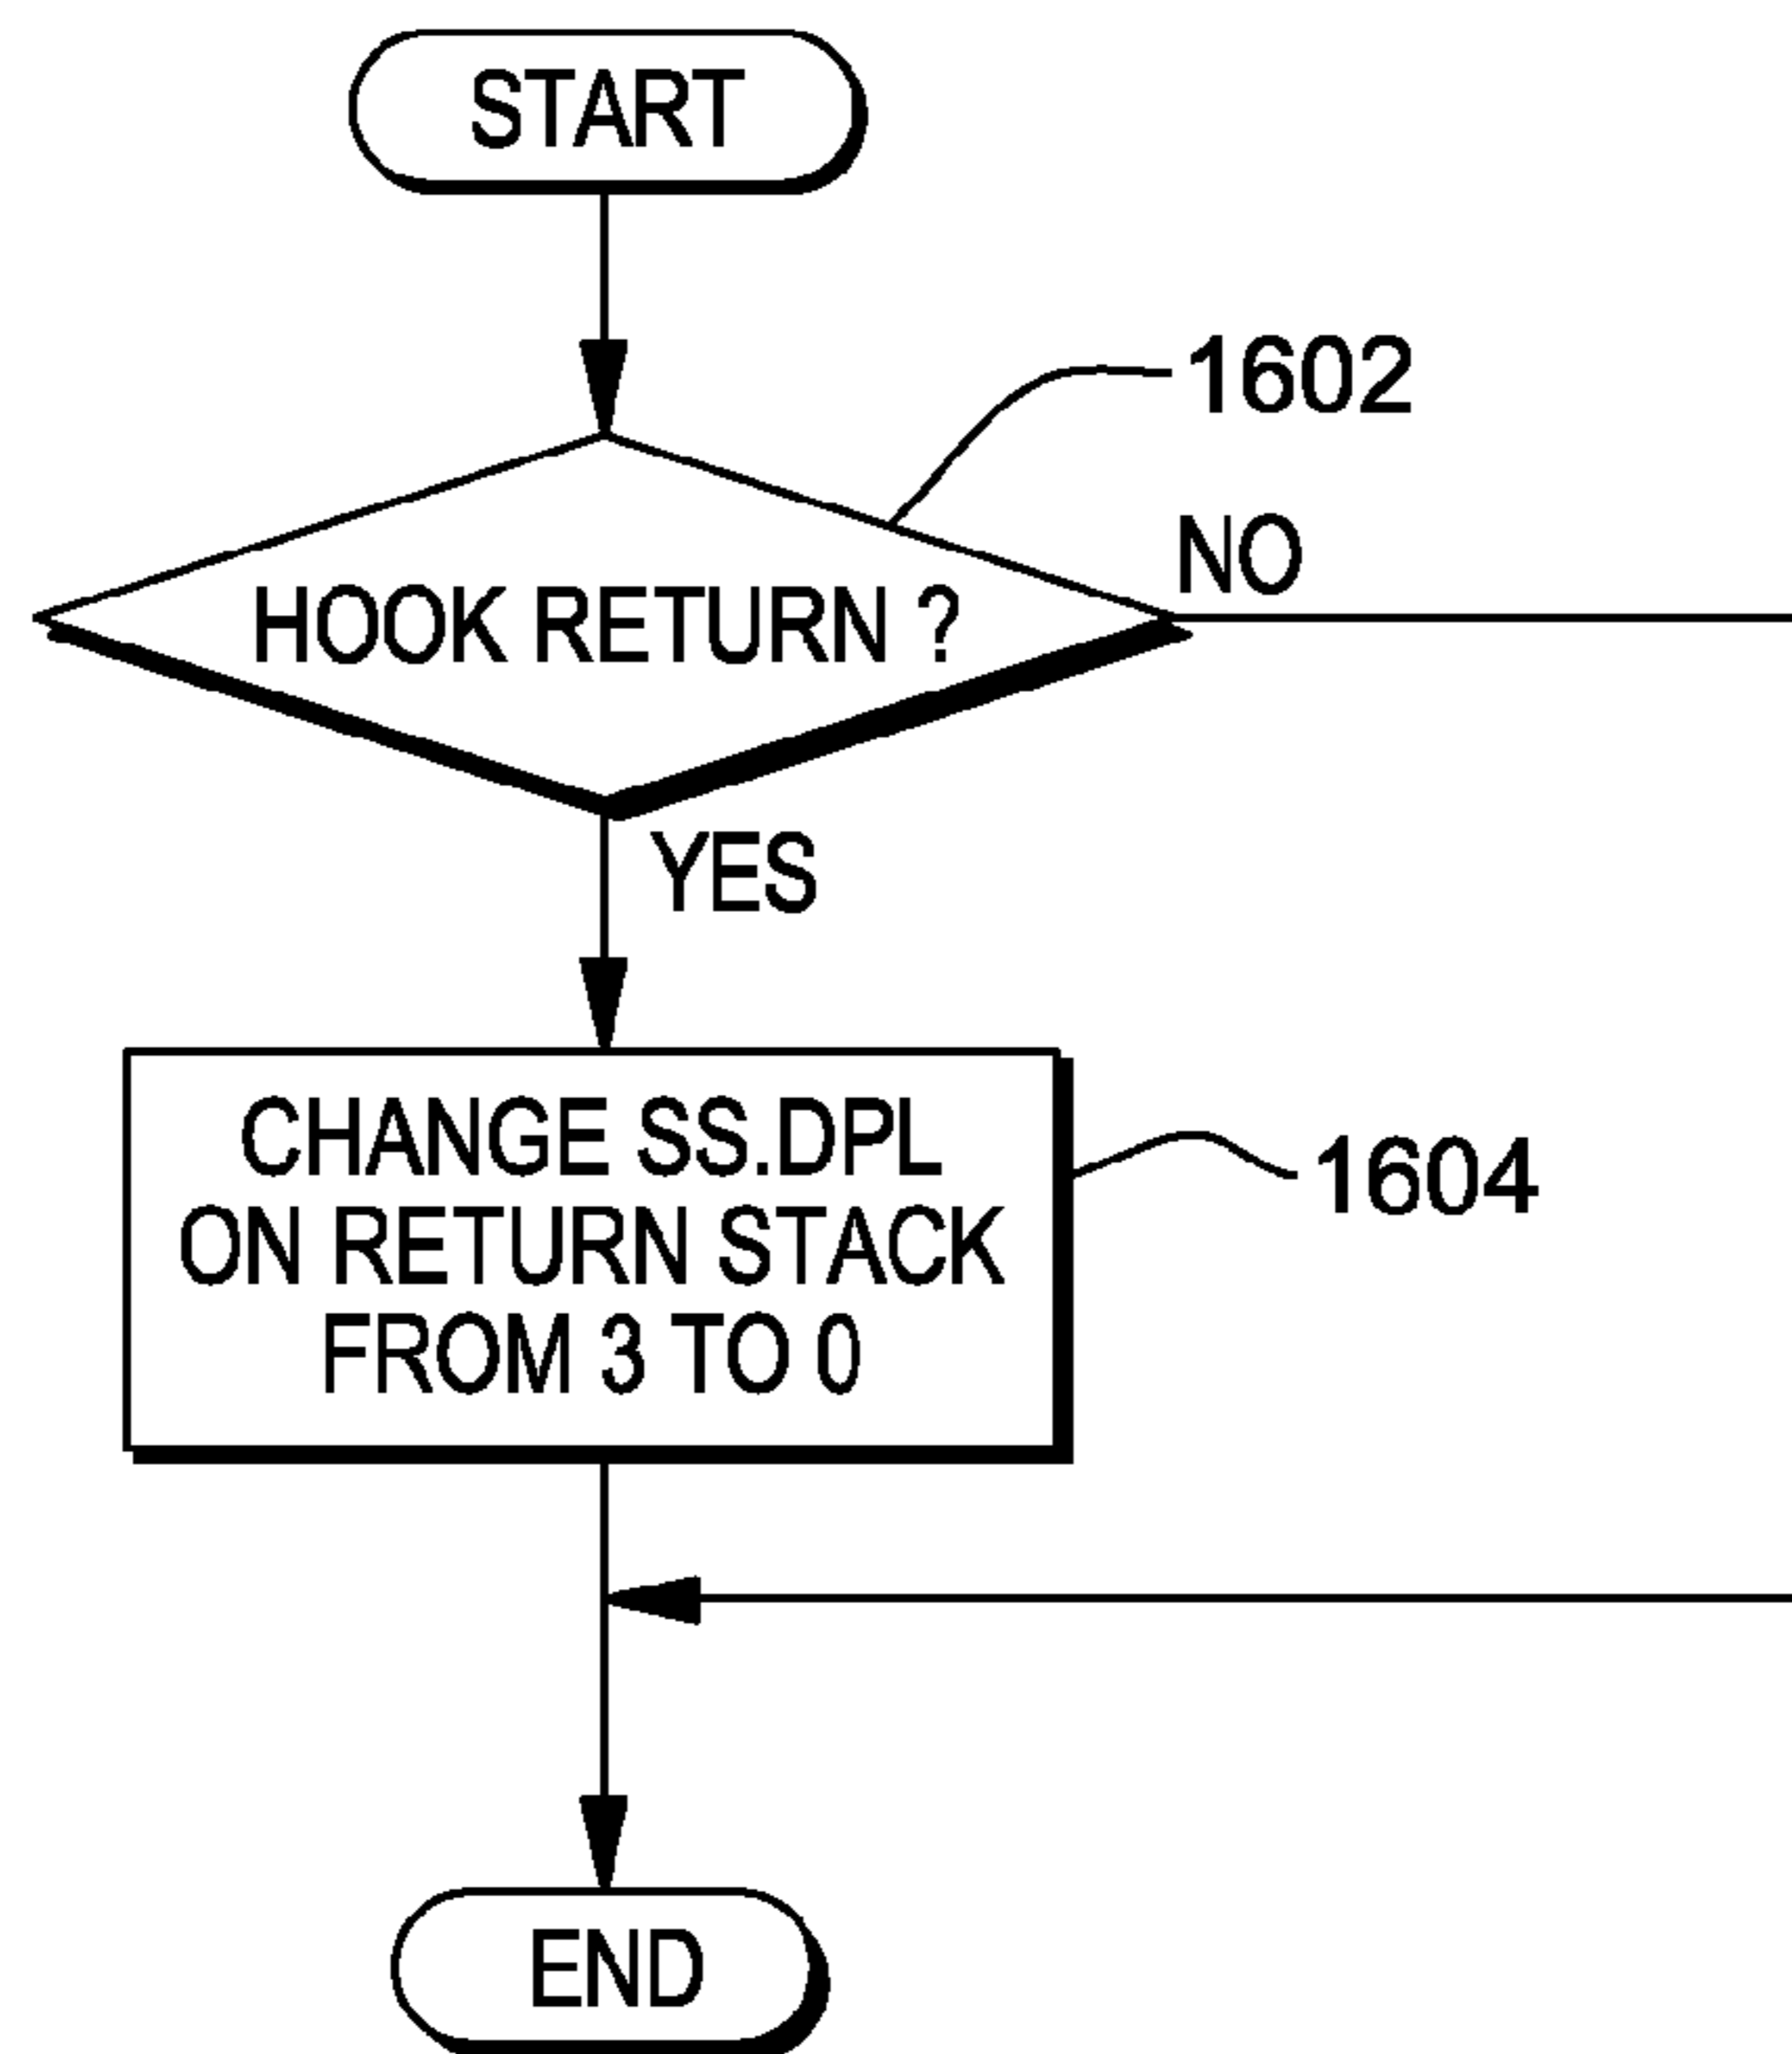 START
1602
NO
HOOK RETURN ?
YES
CHANGE SS.DPL
ON RETURN STACK
FROM 3 TO 0
1604
END